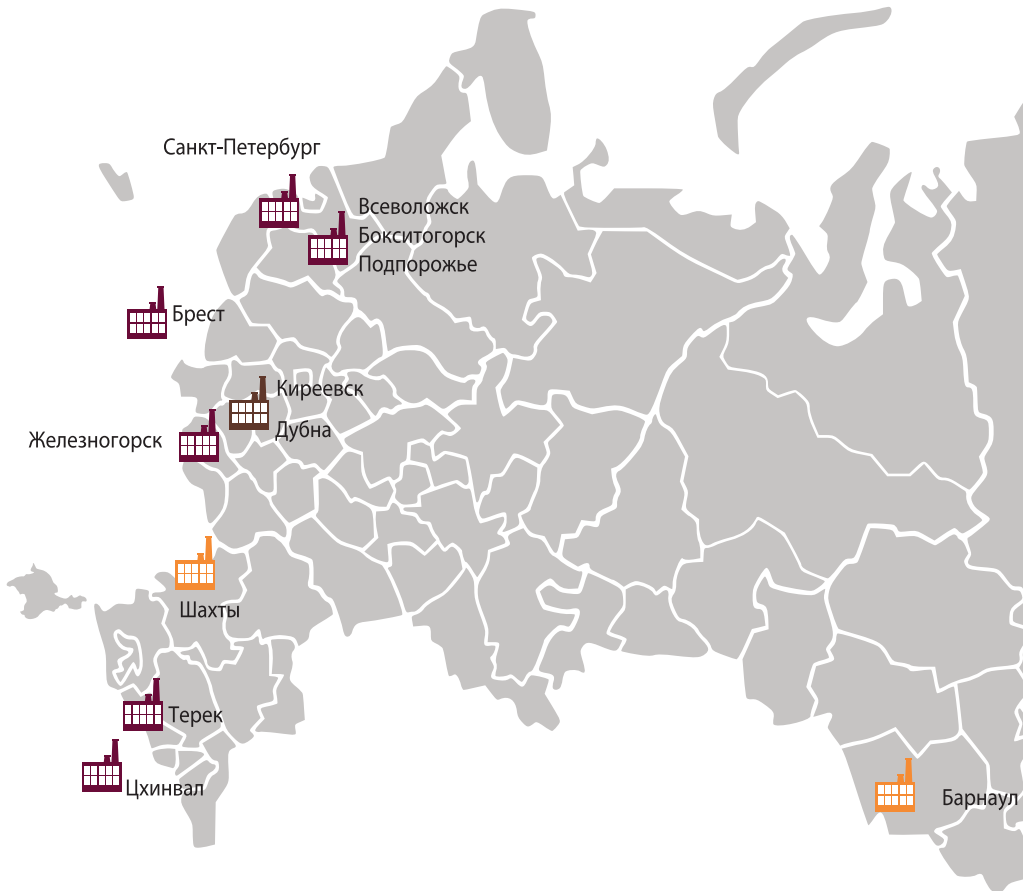 Санкт-Петербург
Всеволожск
Бокситогорск
Подпорожье
Брест
Киреевск
Дубна
Железногорск
Шахты
Терек
Цхинвал
Барнаул